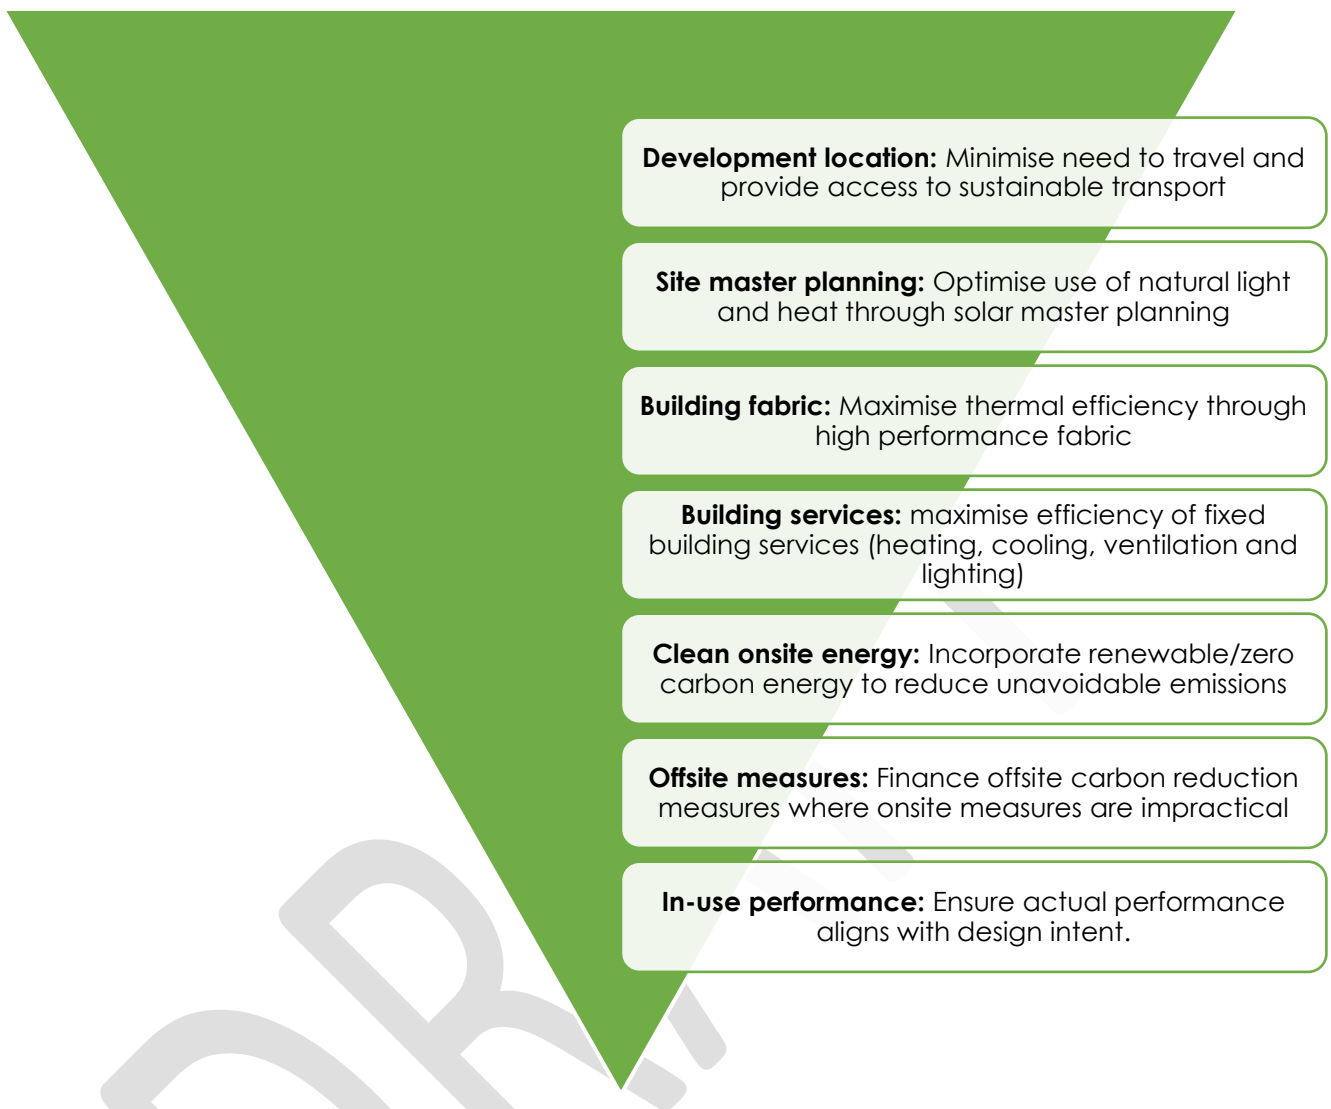 Development location: Minimise need to travel and
provide access to sustainable transport
Site master planning: Optimise use of natural light
and heat through solar master planning
Building fabric: Maximise thermal efficiency through
high performance fabric
Building services: maximise efficiency of fixed
building services (heating, cooling, ventilation and
lighting)
Clean onsite energy: Incorporate renewable/zero
carbon energy to reduce unavoidable emissions
Offsite measures: Finance offsite carbon reduction
measures where onsite measures are impractical
In-use performance: Ensure actual performance
aligns with design intent.